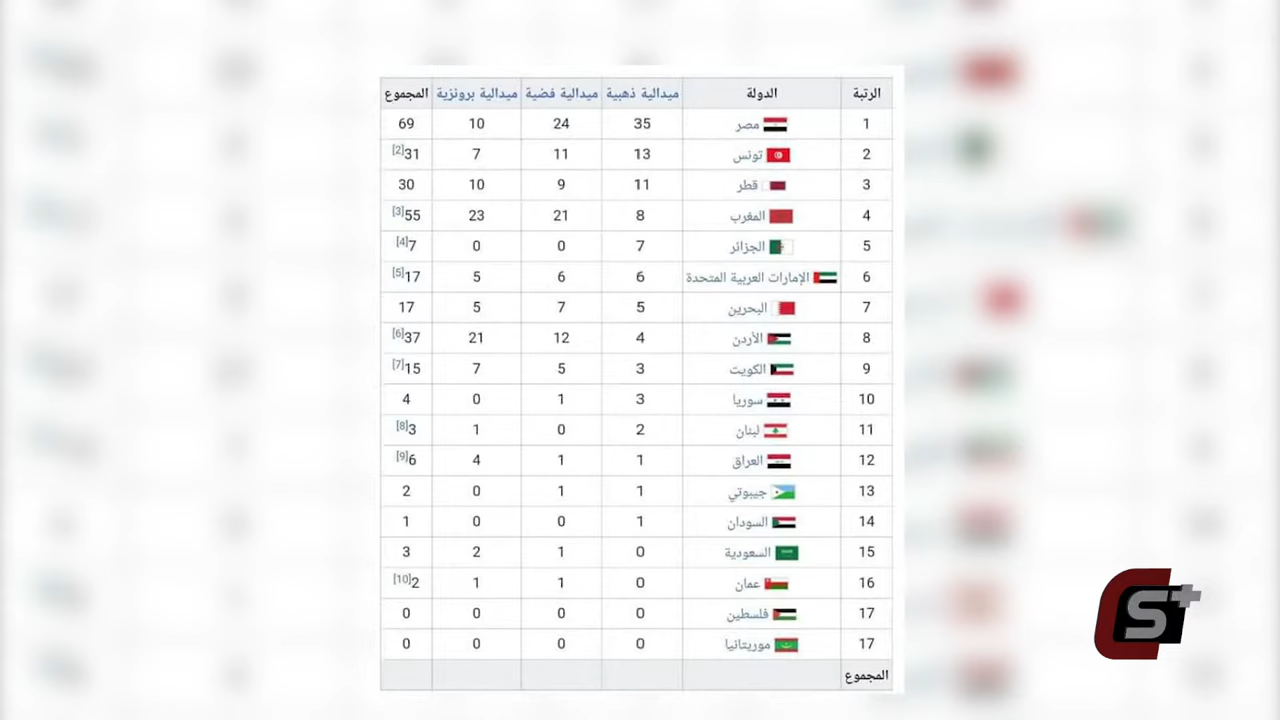 الرتبة الدولة ميدالية ذهبية ميدالية فضية ميدالية برونزية المجموع
1 مصر 35 24 10 69
2 تونس 13 11 7 31[2]
3 قطر 11 9 10 30
4 المغرب 8 21 23 55[3]
5 الجزائر 7 0 0 7[4]
6 الإمارات العربية المتحدة 6 6 5 17[5]
7 البحرين 5 7 5 17
8 الأردن 4 12 21 37[6]
9 الكويت 3 5 7 15[7]
10 سوريا 3 1 0 4
11 لبنان 2 0 1 3[8]
12 العراق 1 1 4 6[9]
13 جيبوتي 1 1 0 2
14 السودان 1 0 0 1
15 السعودية 0 1 2 3
16 عمان 0 1 1 2[10]
17 فلسطين 0 0 0 0
17 موريتانيا 0 0 0 0
المجموع
S+